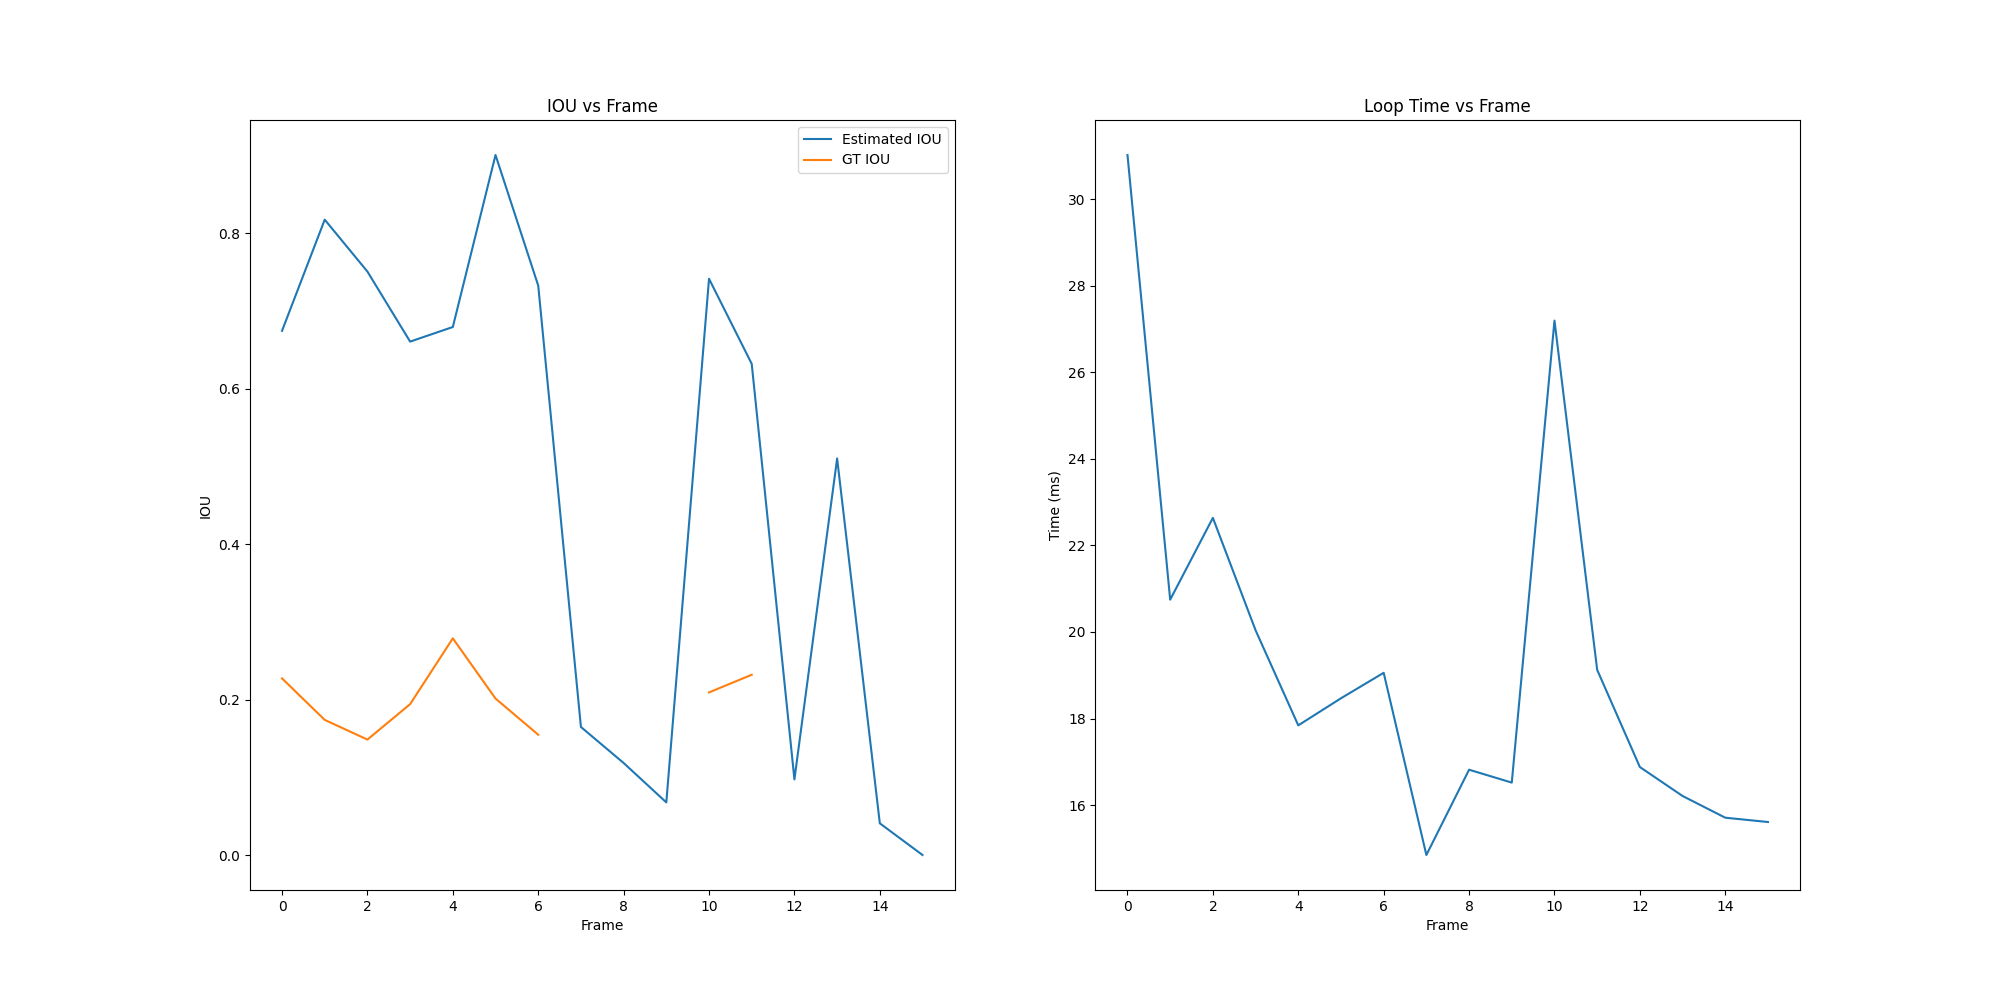 IOU vs Frame
Estimated IOU
GT IOU
0.8
0.6
0.4
0.2
0.0
IOU
0 2 4 6 8 10 12 14
Frame
Loop Time vs Frame
30
28
26
24
22
20
18
16
Time (ms)
0 2 4 6 8 10 12 14
Frame